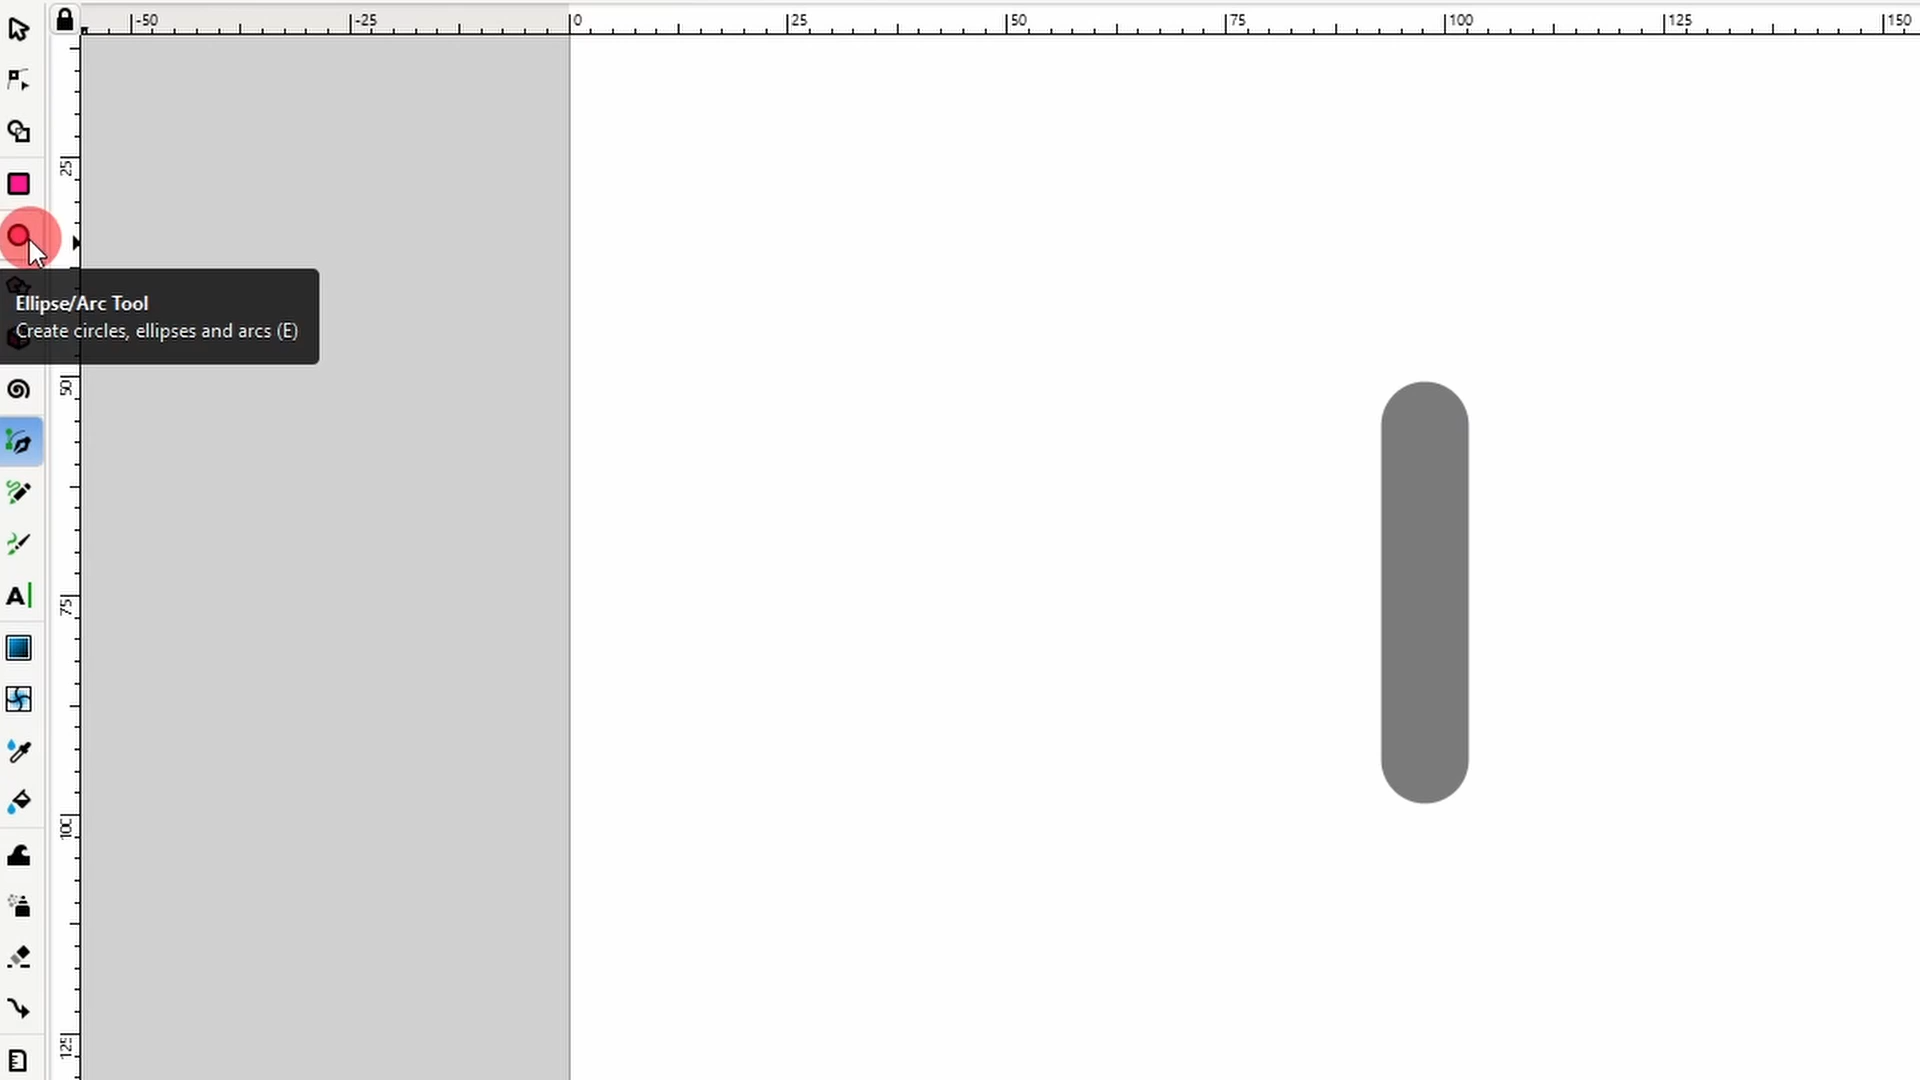 -50 -25 0 25 50 75 100 125 150
25
Ellipse/Arc Tool
Create circles, ellipses and arcs (E)
50
A
75
100
125